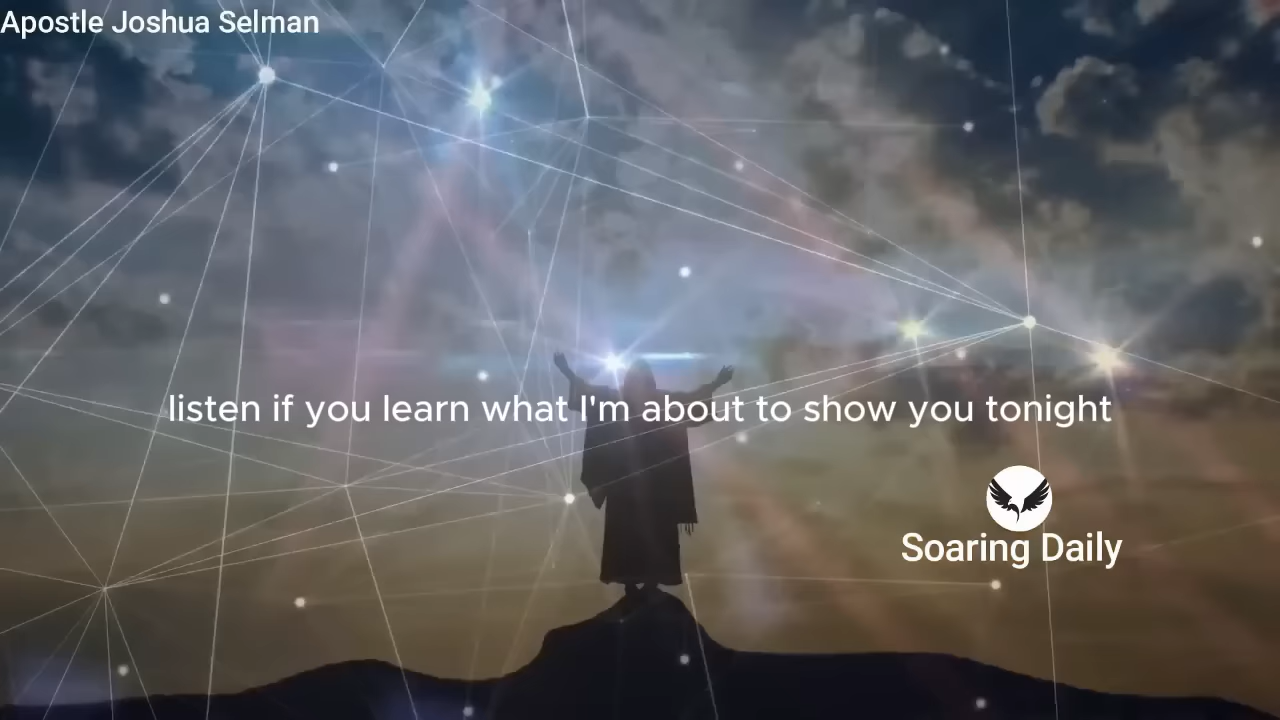 Apostle Joshua Selman
listen if you learn what I'm about to show you tonight
Soaring Daily